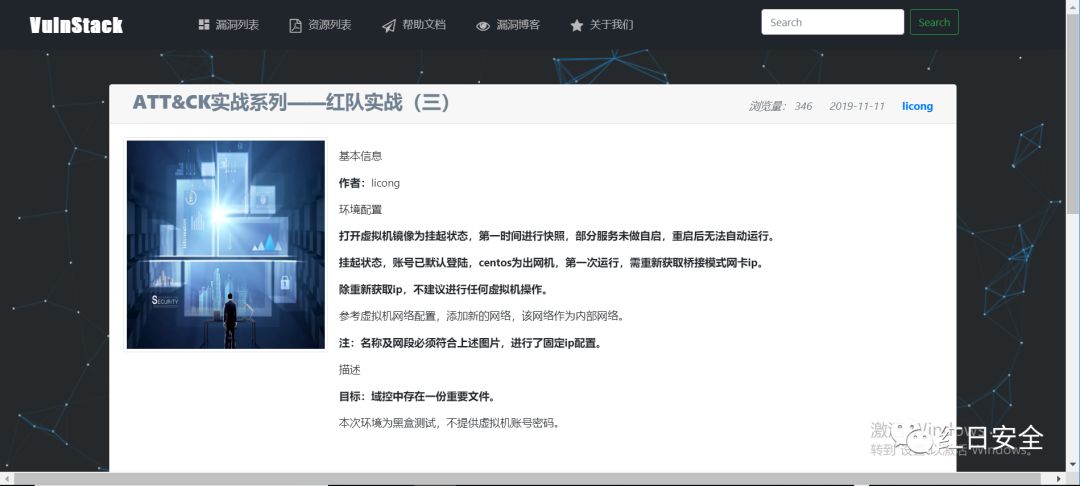 VulnStack
漏洞列表
资源列表
帮助文档
漏洞博客
关于我们
Search
Search
ATT&CK实战系列——红队实战（三）
浏览量： 346 2019-11-11 licong
基本信息
作者：licong
环境配置
打开虚拟机镜像为挂起状态，第一时间进行快照，部分服务未做自启，重启后无法自动运行。
挂起状态，账号已默认登陆，centos为出网机，第一次运行，需重新获取桥接模式网卡ip。
除重新获取ip，不建议进行任何虚拟机操作。
参考虚拟机网络配置，添加新的网络，该网络作为内部网络。
注：名称及网段必须符合上述图片，进行了固定ip配置。
描述
目标：域控中存在一份重要文件。
本次环境为黑盒测试，不提供虚拟机账号密码。
SECURITY
激活 Windows
红日安全
转到"设置"以激活 Windows。